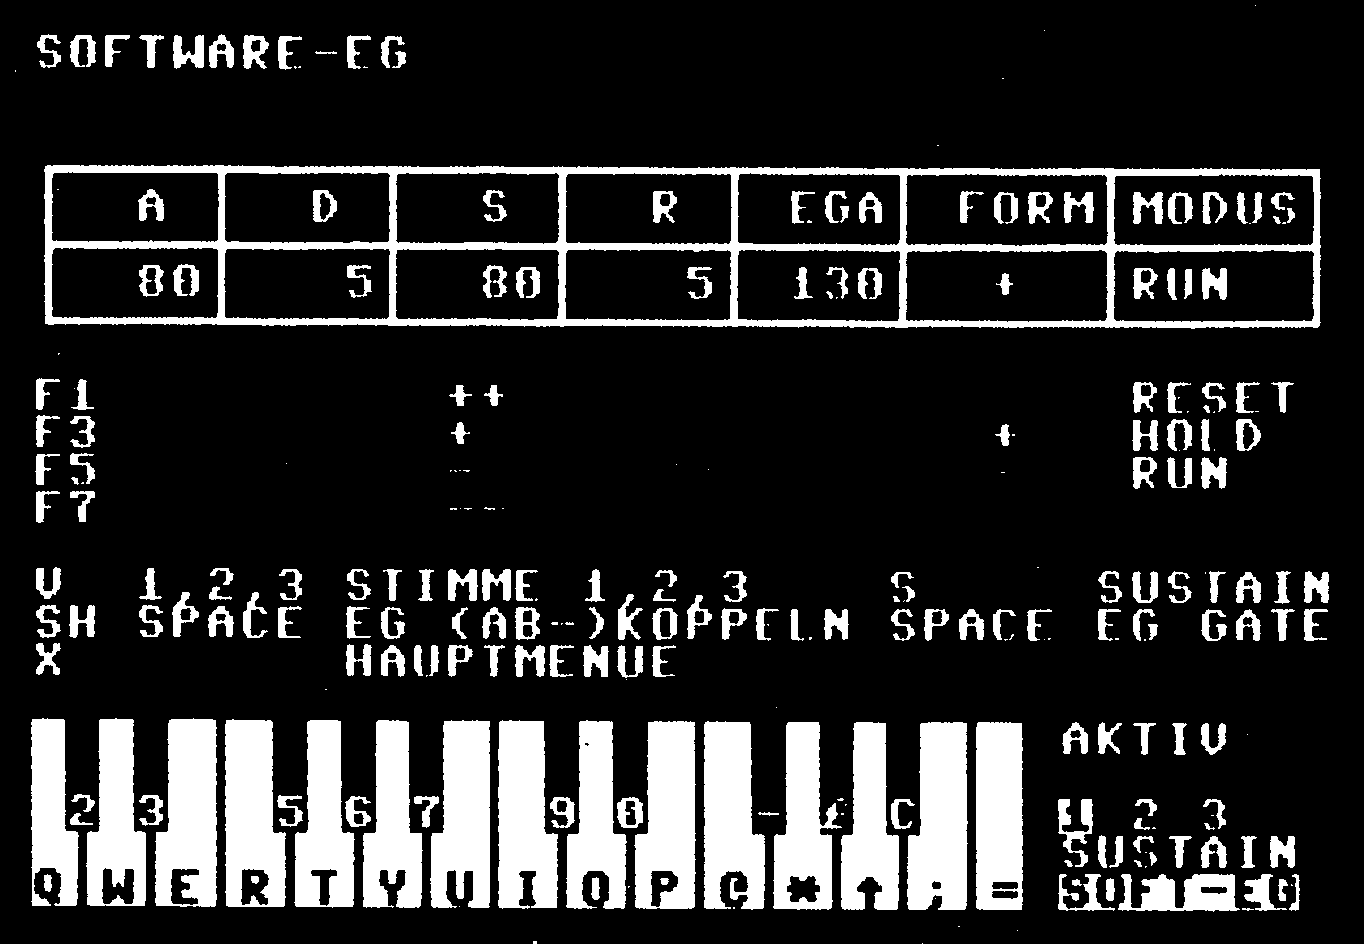 SOFTWARE-EG
A D S R EGA FORM MODUS
80 5 80 5 130 + RUN
F1 ++ RESET
F3 + + HOLD
F5 - - RUN
F7 --
V 1,2,3 STIMME 1,2,3 S SUSTAIN
SH SPACE EG (AB-)KOPPELN SPACE EG GATE
X HAUPTMENUE
AKTIV
2 3 5 6 7 9 0 - £ C 1 2 3
SUSTAIN
Q W E R T Y U I O P @ * ↑ ; = SOFT-EG